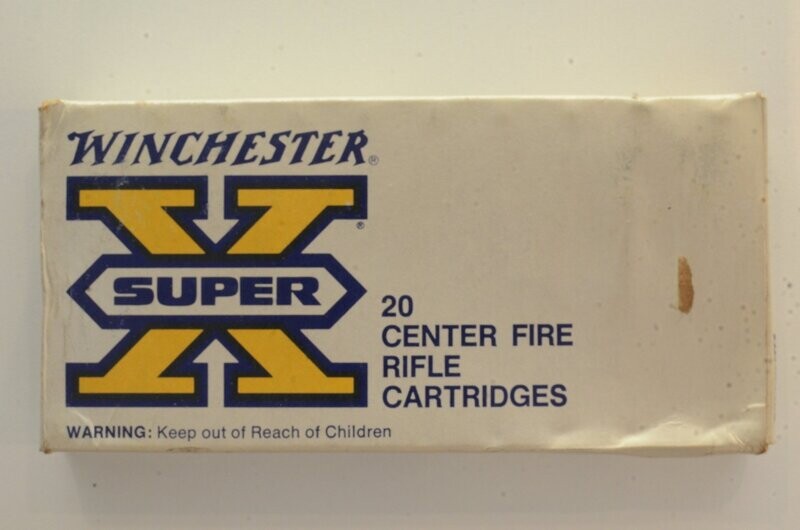 WINCHESTER®
®
SUPER X
20
CENTER FIRE
RIFLE
CARTRIDGES
WARNING: Keep out of Reach of Children